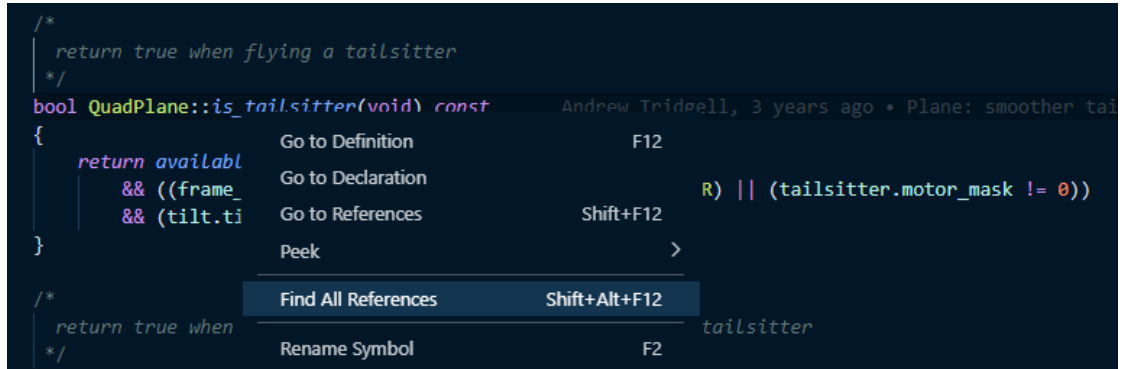 /*
return true when flying a tailsitter
*/
bool QuadPlane::is_tailsitter(void) const Andrew Tridgell, 3 years ago • Plane: smoother tai
{
Go to Definition F12
return availabl
Go to Declaration
&& ((frame_ R) || (tailsitter.motor_mask != 0))
Go to References Shift+F12
&& (tilt.ti
}
Peek >
Find All References Shift+Alt+F12
/*
return true when tailsitter
*/
Rename Symbol F2